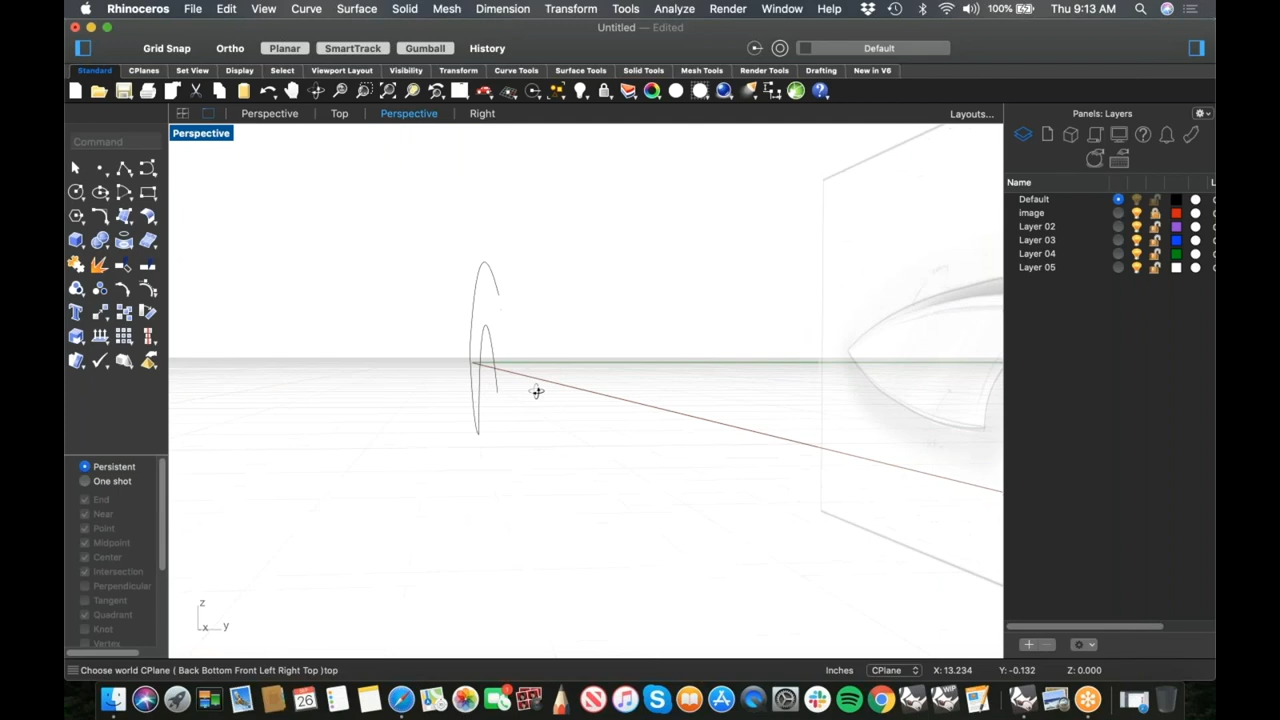 Rhinoceros File Edit View Curve Surface Solid Mesh Dimension Transform Tools Analyze Render Window Help 100% Thu 9:13 AM
Untitled — Edited
Grid Snap Ortho Planar SmartTrack Gumball History Default
Standard CPlanes Set View Display Select Viewport Layout Visibility Transform Curve Tools Surface Tools Solid Tools Mesh Tools Render Tools Drafting New in V6
Perspective Top Perspective Right Layouts... Panels: Layers
Perspective
Command
Name L
Default
image
Layer 02
Layer 03
Layer 04
Layer 05
Persistent
One shot
End
Near
Point
Midpoint
Center
Intersection
Perpendicular
Tangent
Quadrant
Knot
Vertex
z
x y
Choose world CPlane ( Back Bottom Front Left Right Top )top Inches CPlane X: 13.234 Y: -0.132 Z: 0.000